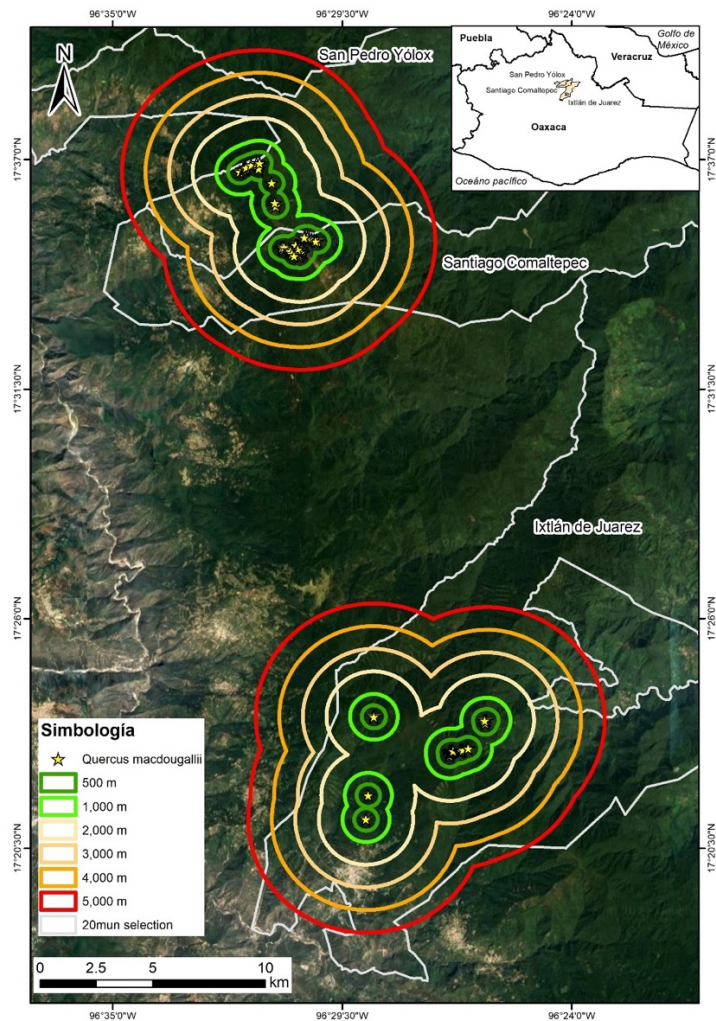 96°35'0"W 96°29'30"W 96°24'0"W
N
San Pedro Yólox
Puebla
Golfo de
México
Veracruz
San Pedro Yólox
Santiago Comaltepec
Ixtlán de Juarez
Oaxaca
Oceáno pacífico
17°37'0"N
17°37'0"N
Santiago Comaltepec
17°31'30"N
17°31'30"N
Ixtlán de Juarez
17°26'0"N
17°26'0"N
Simbología
Quercus macdougallii
500 m
1,000 m
2,000 m
3,000 m
4,000 m
5,000 m
20mun selection
17°20'30"N
17°20'30"N
0 2.5 5 10
km
96°35'0"W 96°29'30"W 96°24'0"W